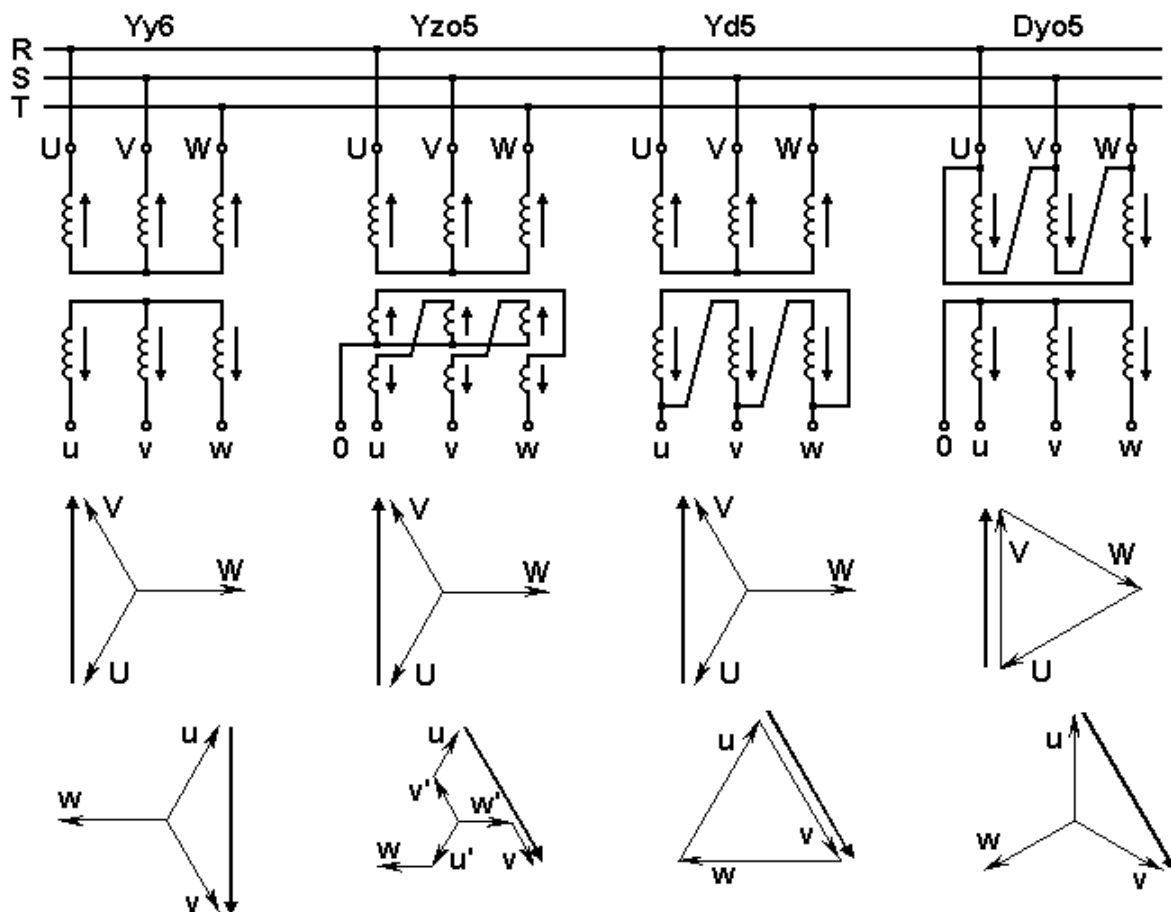 Yy6 Yzo5 Yd5 Dyo5
R
S
T
U V W U V W U V W U V W
u v w 0 u v w u v w 0 u v w
V V V
W W W V W
U U U U
u u u u
w v' w' w
w u' v w v v
v